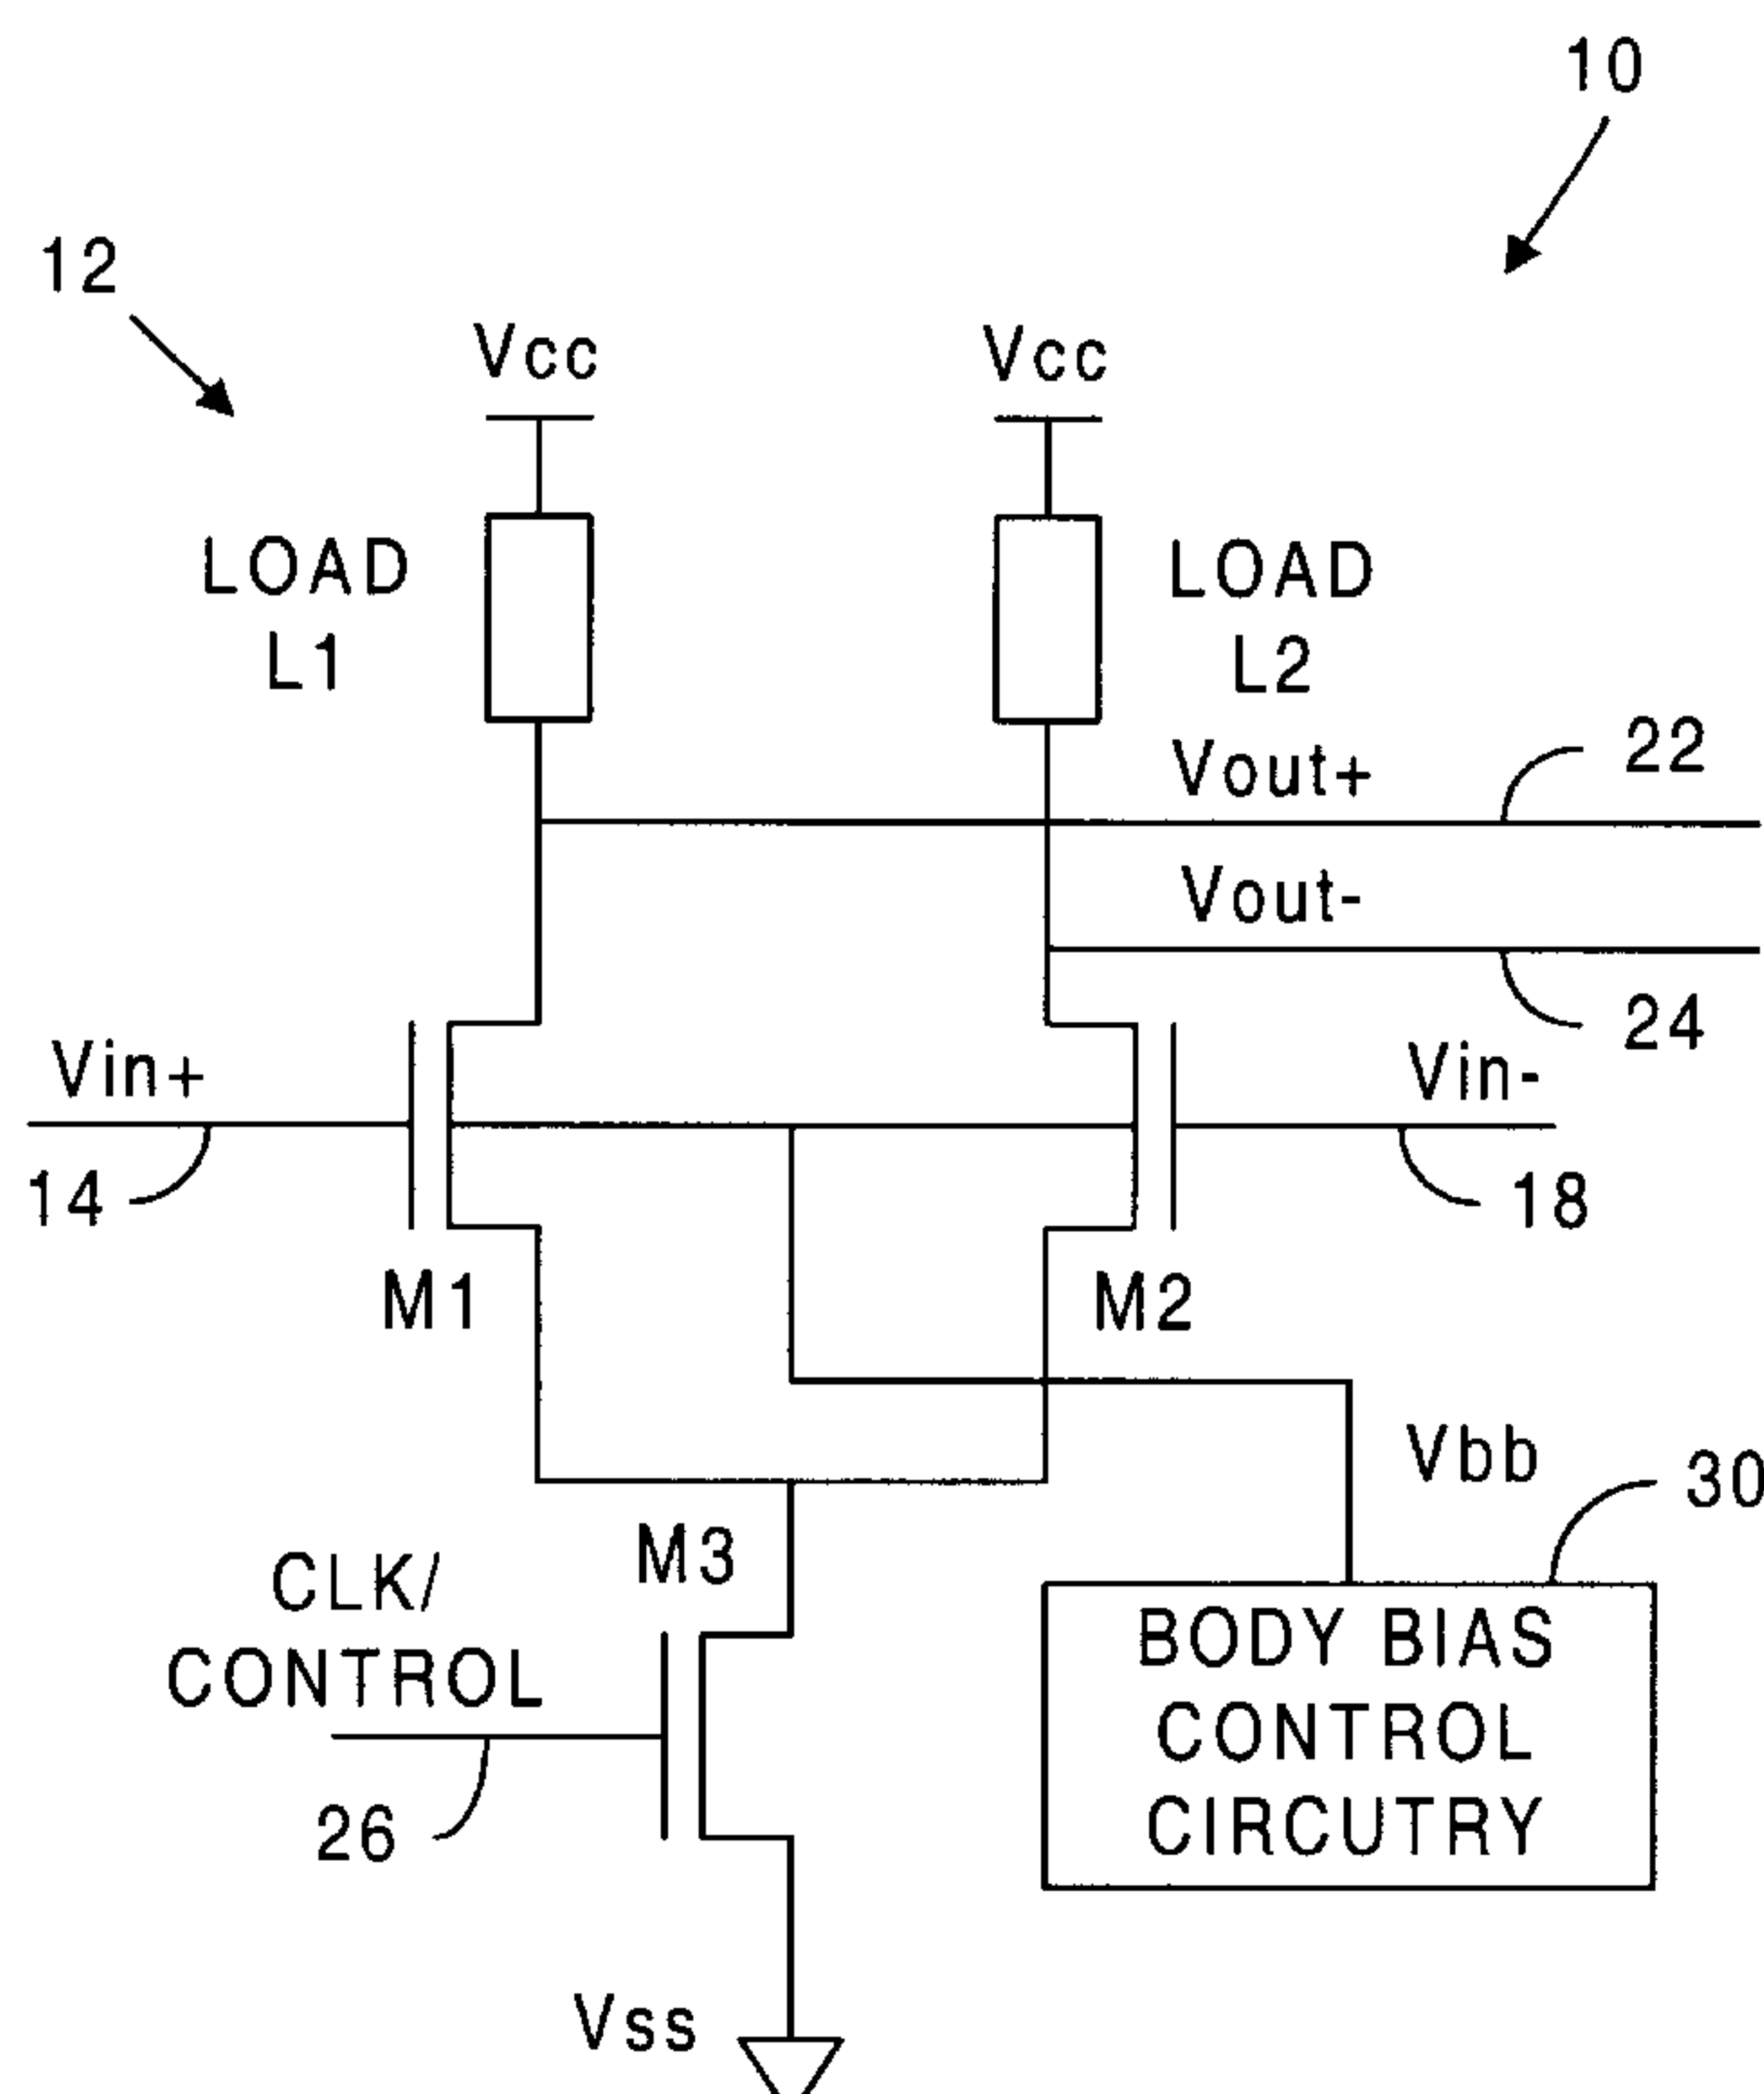 10
12
Vcc
Vcc
LOAD
L1
LOAD
L2
Vout+
22
Vout-
24
Vin+
Vin-
14
18
M1
M2
Vbb
30
M3
CLK/
CONTROL
26
BODY BIAS
CONTROL
CIRCUTRY
Vss